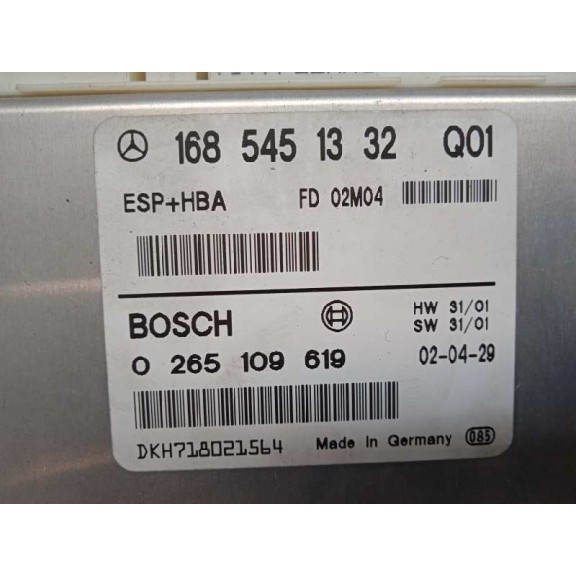 168 545 13 32 Q01
ESP+HBA FD 02M04
BOSCH HW 31/01
SW 31/01
0 265 109 619 02-04-29
DKH718021564 Made in Germany 085